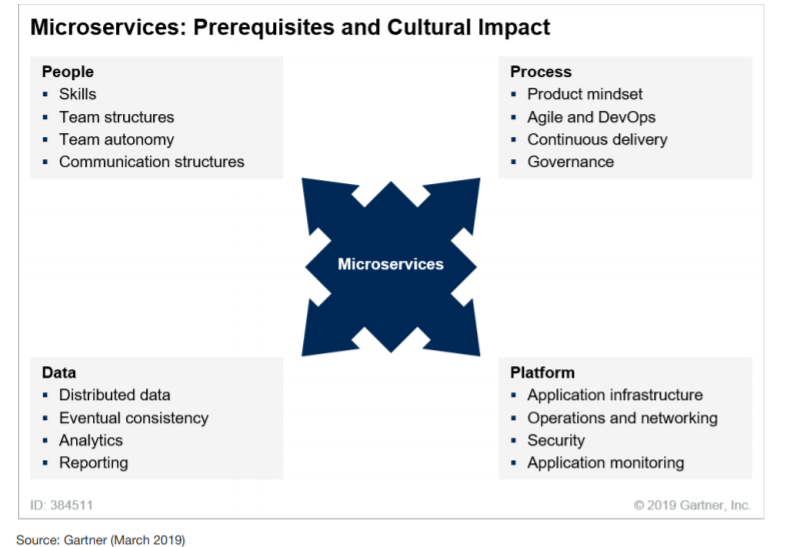 Microservices: Prerequisites and Cultural Impact
People
▪ Skills
▪ Team structures
▪ Team autonomy
▪ Communication structures
Process
▪ Product mindset
▪ Agile and DevOps
▪ Continuous delivery
▪ Governance
Microservices
Data
▪ Distributed data
▪ Eventual consistency
▪ Analytics
▪ Reporting
Platform
▪ Application infrastructure
▪ Operations and networking
▪ Security
▪ Application monitoring
ID: 384511
© 2019 Gartner, Inc.
Source: Gartner (March 2019)